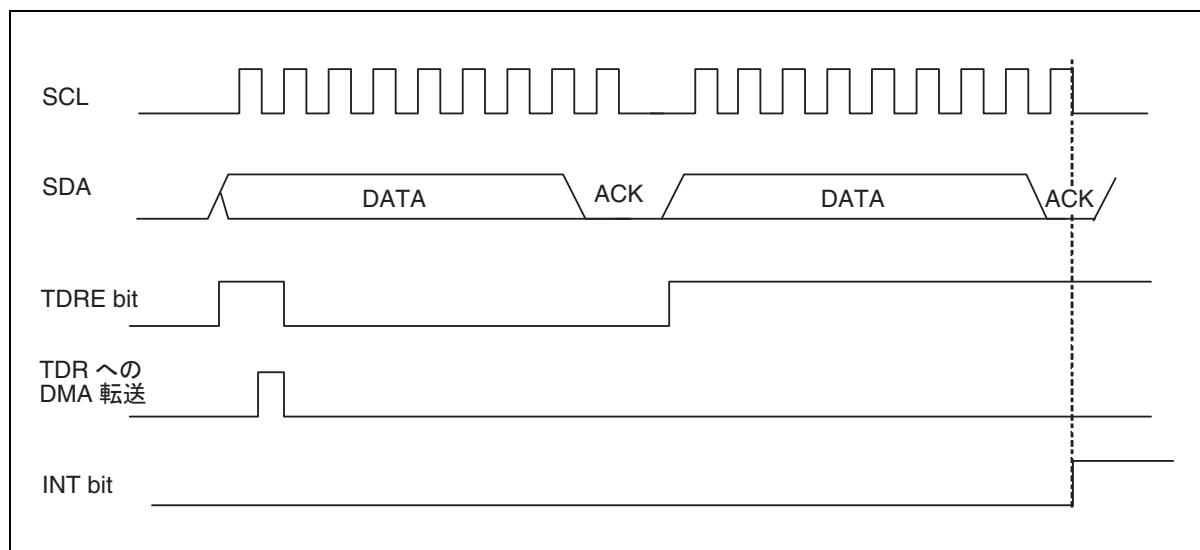 SCL
SDA
DATA
ACK
DATA
ACK
TDRE bit
TDR への
DMA 転送
INT bit